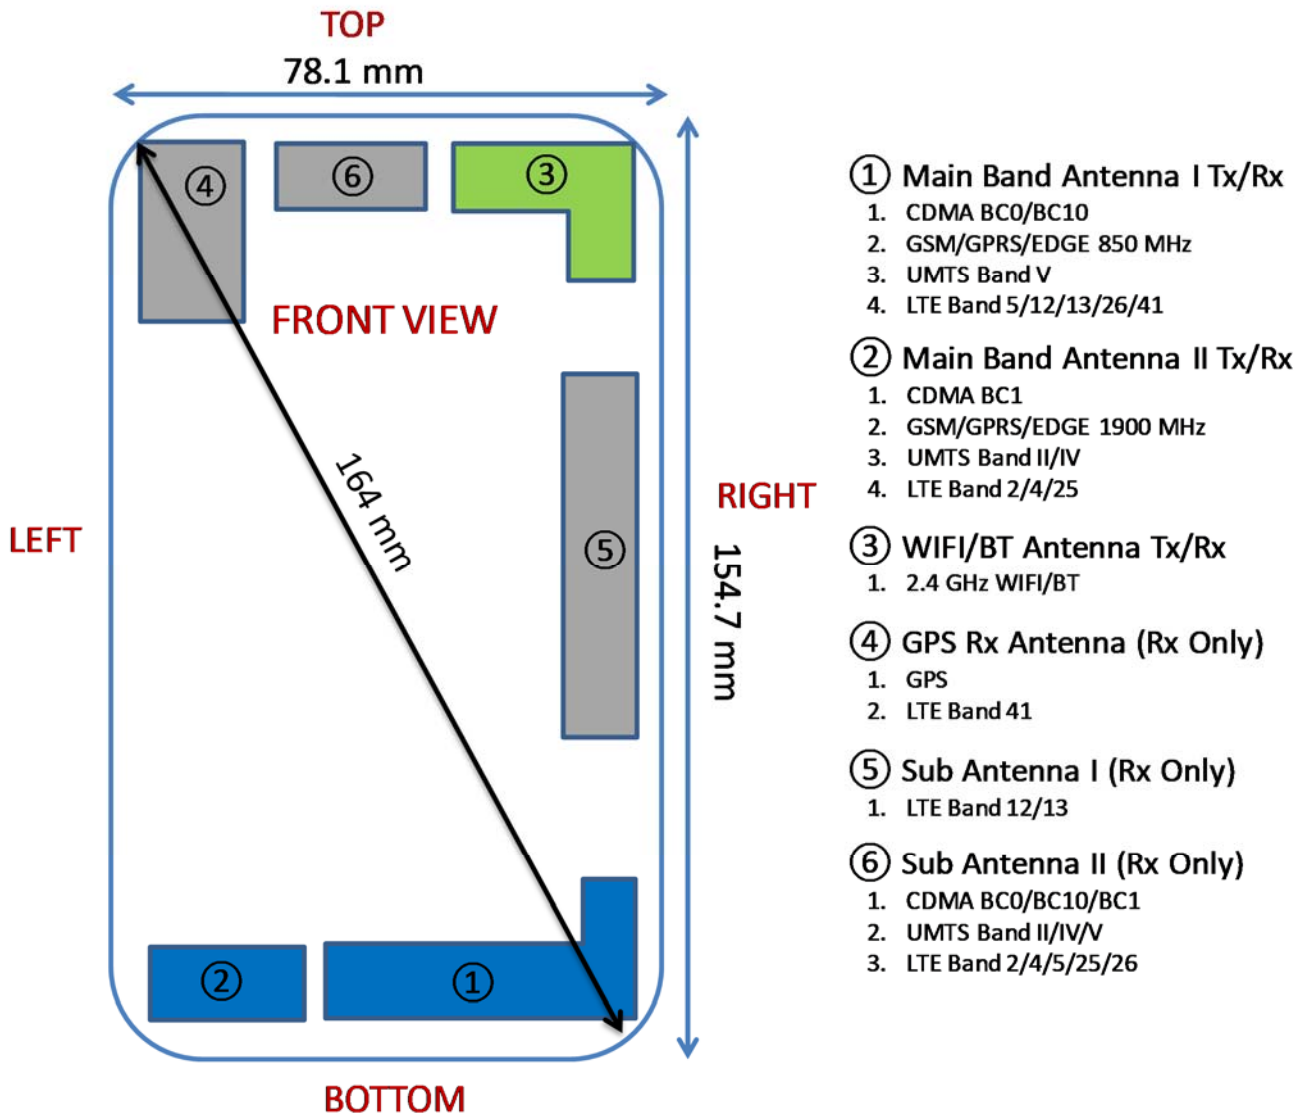 TOP
78.1 mm
④
⑥
③
FRONT VIEW
164 mm
LEFT
RIGHT
⑤
154.7 mm
②
①
BOTTOM
① Main Band Antenna I Tx/Rx
1. CDMA BC0/BC10
2. GSM/GPRS/EDGE 850 MHz
3. UMTS Band V
4. LTE Band 5/12/13/26/41
② Main Band Antenna II Tx/Rx
1. CDMA BC1
2. GSM/GPRS/EDGE 1900 MHz
3. UMTS Band II/IV
4. LTE Band 2/4/25
③ WIFI/BT Antenna Tx/Rx
1. 2.4 GHz WIFI/BT
④ GPS Rx Antenna (Rx Only)
1. GPS
2. LTE Band 41
⑤ Sub Antenna I (Rx Only)
1. LTE Band 12/13
⑥ Sub Antenna II (Rx Only)
1. CDMA BC0/BC10/BC1
2. UMTS Band II/IV/V
3. LTE Band 2/4/5/25/26